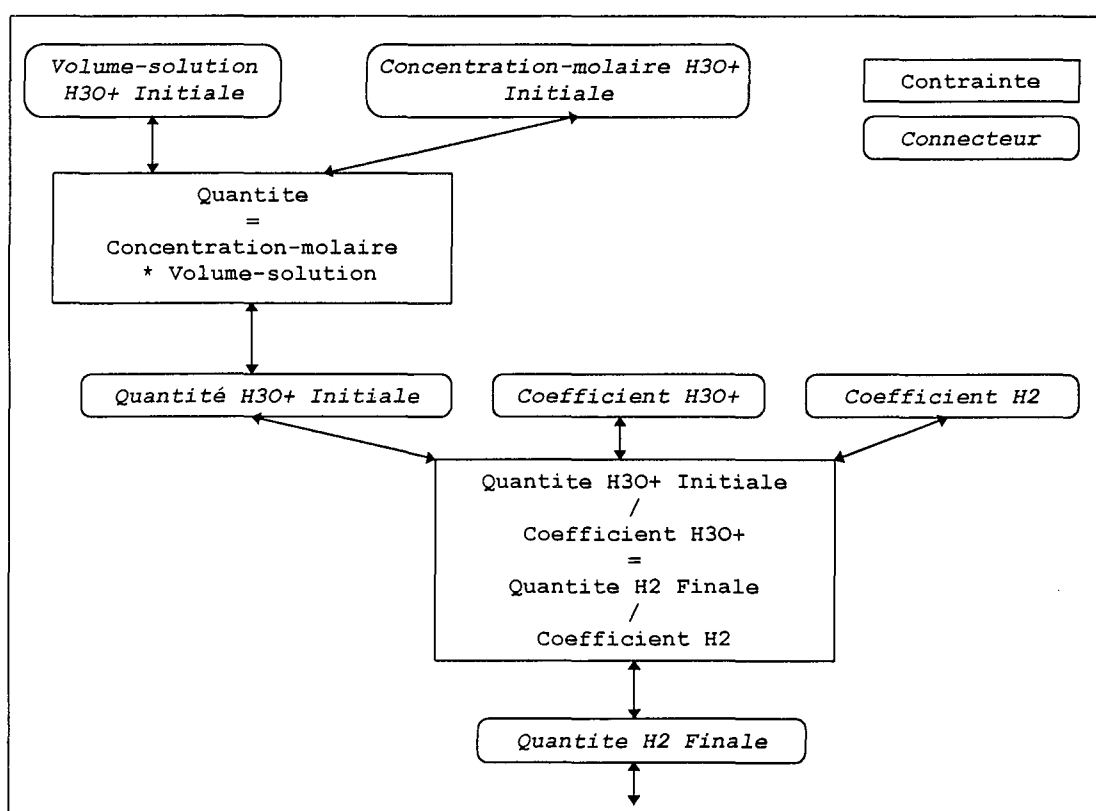 Volume-solution
H3O+ Initiale
Concentration-molaire H3O+
Initiale
Contrainte
Connecteur
Quantite
=
Concentration-molaire
* Volume-solution
Quantité H3O+ Initiale
Coefficient H3O+
Coefficient H2
Quantite H3O+ Initiale
/
Coefficient H3O+
=
Quantite H2 Finale
/
Coefficient H2
Quantite H2 Finale